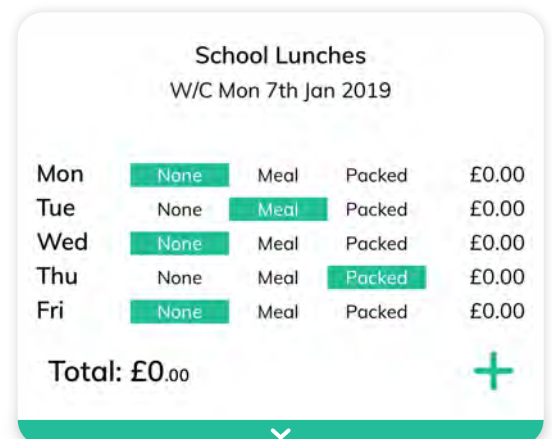 School Lunches
W/C Mon 7th Jan 2019
Mon None Meal Packed £0.00
Tue None Meal Packed £0.00
Wed None Meal Packed £0.00
Thu None Meal Packed £0.00
Fri None Meal Packed £0.00
Total: £0.00